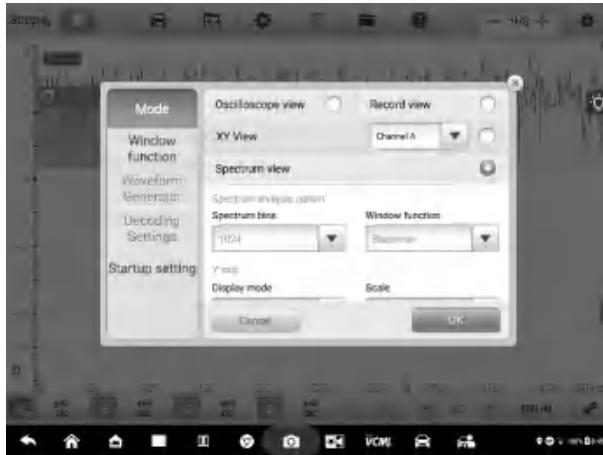 Scope
Mode
Oscilloscope view
Record view
Window function
XY View
Channel A
Spectrum view
Waveform Generator
Decoding Settings
Startup setting
Spectrum analysis option
Spectrum bins
Window function
1024
Blackman
Y axis
Display mode
Scale
Cancel
OK
VCMI